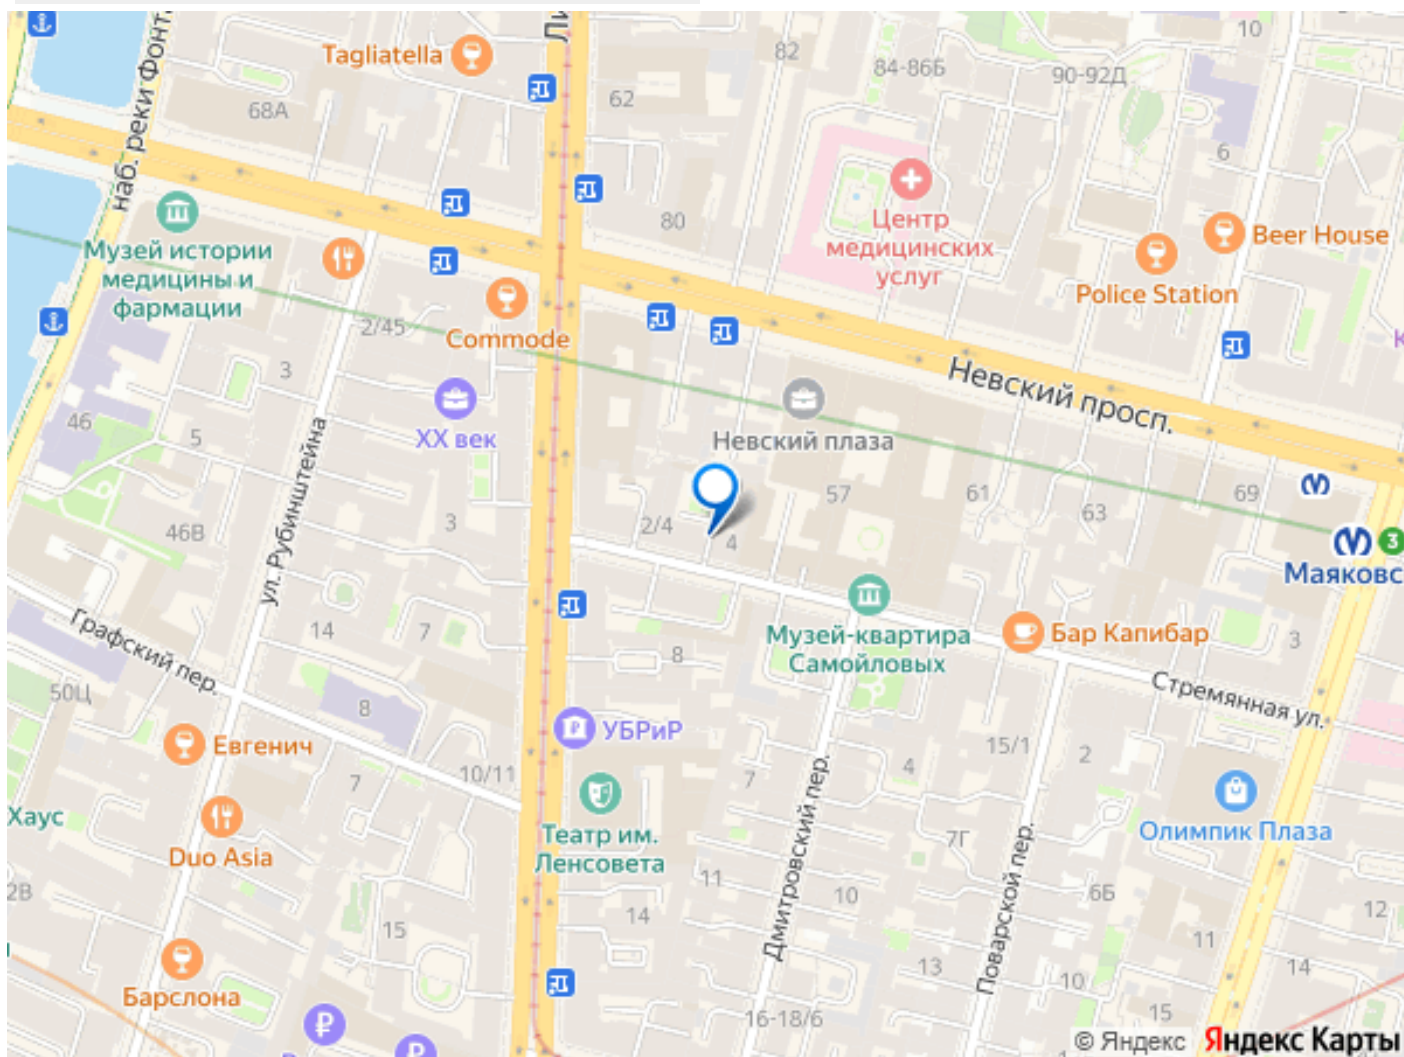 Ли
10
Tagliatella
82
84-86Б
90-92Д
наб. реки Фонт
68А
62
6
80
Центр
медицинских
услуг
Beer House
Музей истории
медицины и
фармации
Police Station
2/45
Commode
К
3
Невский просп.
46
5
XX век
Невский плаза
ул. Рубинштейна
57
61
63
69
46В
3
2/4
4
3
Маяковс
Графский пер.
14
7
8
Музей-квартира
Самойловых
Бар Капибар
3
50Ц
8
Стремянная ул.
УБРиР
Евгенич
15/1
2
7
10/11
7
4
Дмитровский пер.
Хаус
Театр им.
Ленсовета
Олимпик Плаза
Duo Asia
7Г
Поварской пер.
2В
11
10
6Б
12
15
14
11
13
14
Барслона
10
15
16-18/6
© Яндекс Яндекс Карты